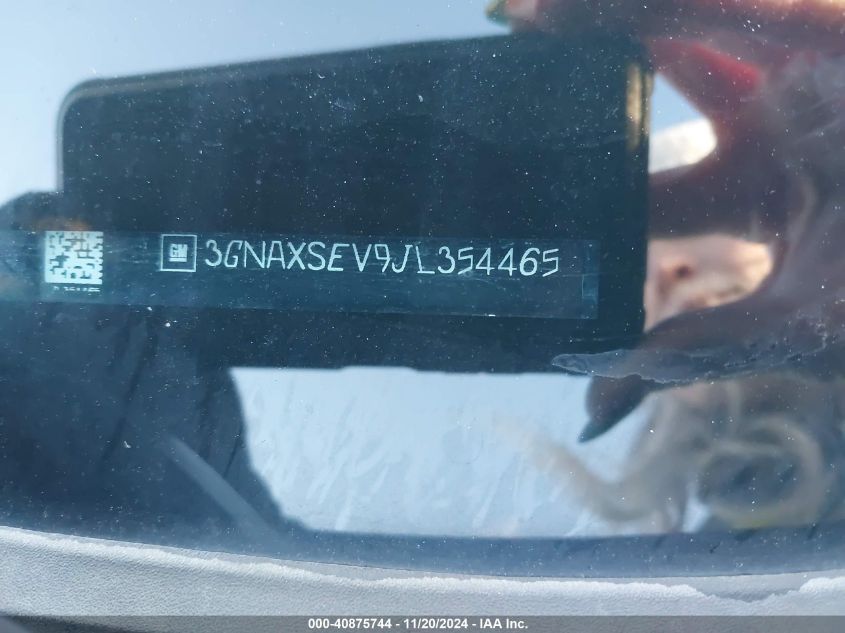 GM 3GNAXSEV9JL354465
000-40875744 - 11/20/2024 - IAA Inc.